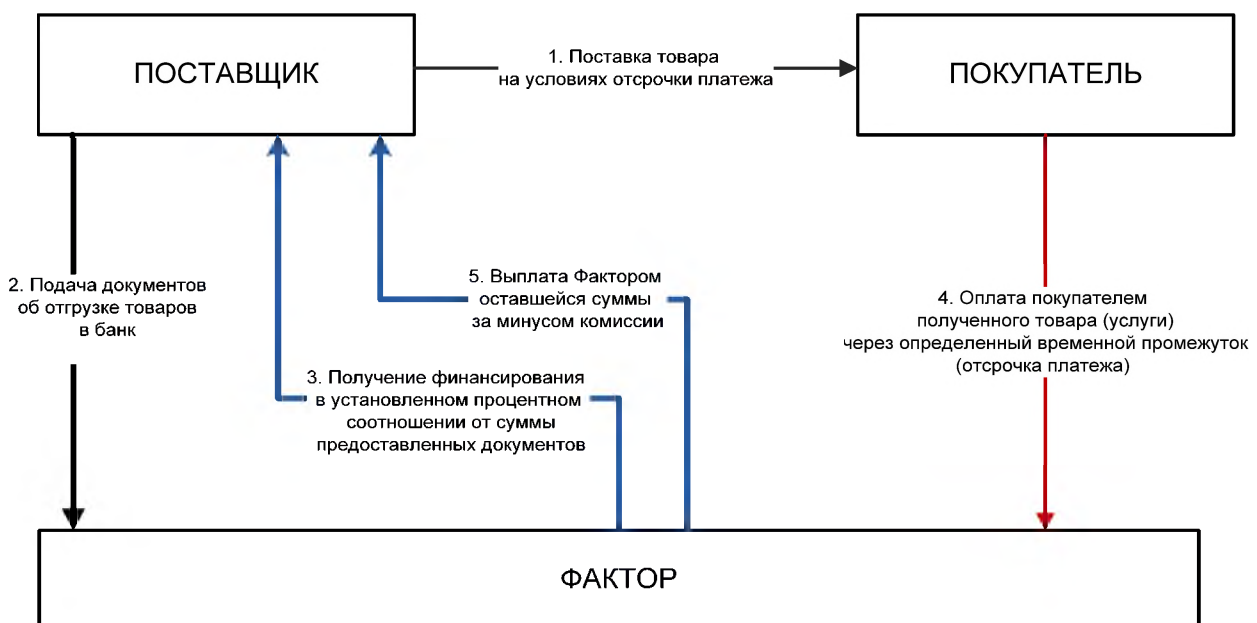 ПОСТАВЩИК
1. Поставка товара
на условиях отсрочки платежа
ПОКУПАТЕЛЬ
2. Подача документов
об отгрузке товаров
в банк
5. Выплата Фактором
оставшейся суммы
за минусом комиссии
3. Получение финансирования
в установленном процентном
соотношении от суммы
предоставленных документов
4. Оплата покупателем
полученного товара (услуги)
через определенный временной промежуток
(отсрочка платежа)
ФАКТОР